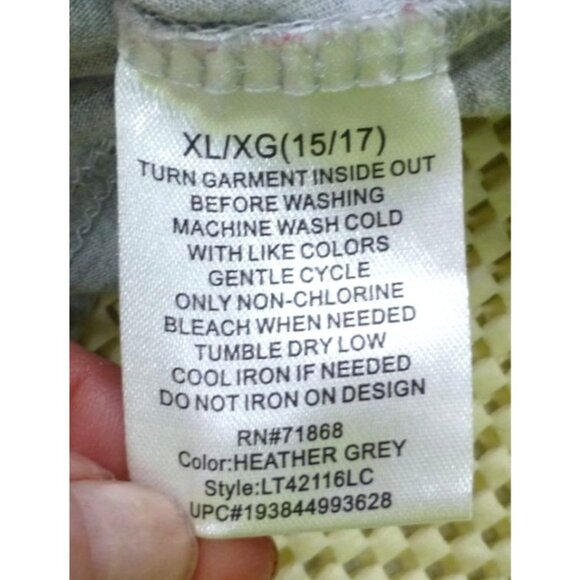 XL/XG(15/17)
TURN GARMENT INSIDE OUT
BEFORE WASHING
MACHINE WASH COLD
WITH LIKE COLORS
GENTLE CYCLE
ONLY NON-CHLORINE
BLEACH WHEN NEEDED
TUMBLE DRY LOW
COOL IRON IF NEEDED
DO NOT IRON ON DESIGN
RN#71868
Color:HEATHER GREY
Style:LT42116LC
UPC#193844993628